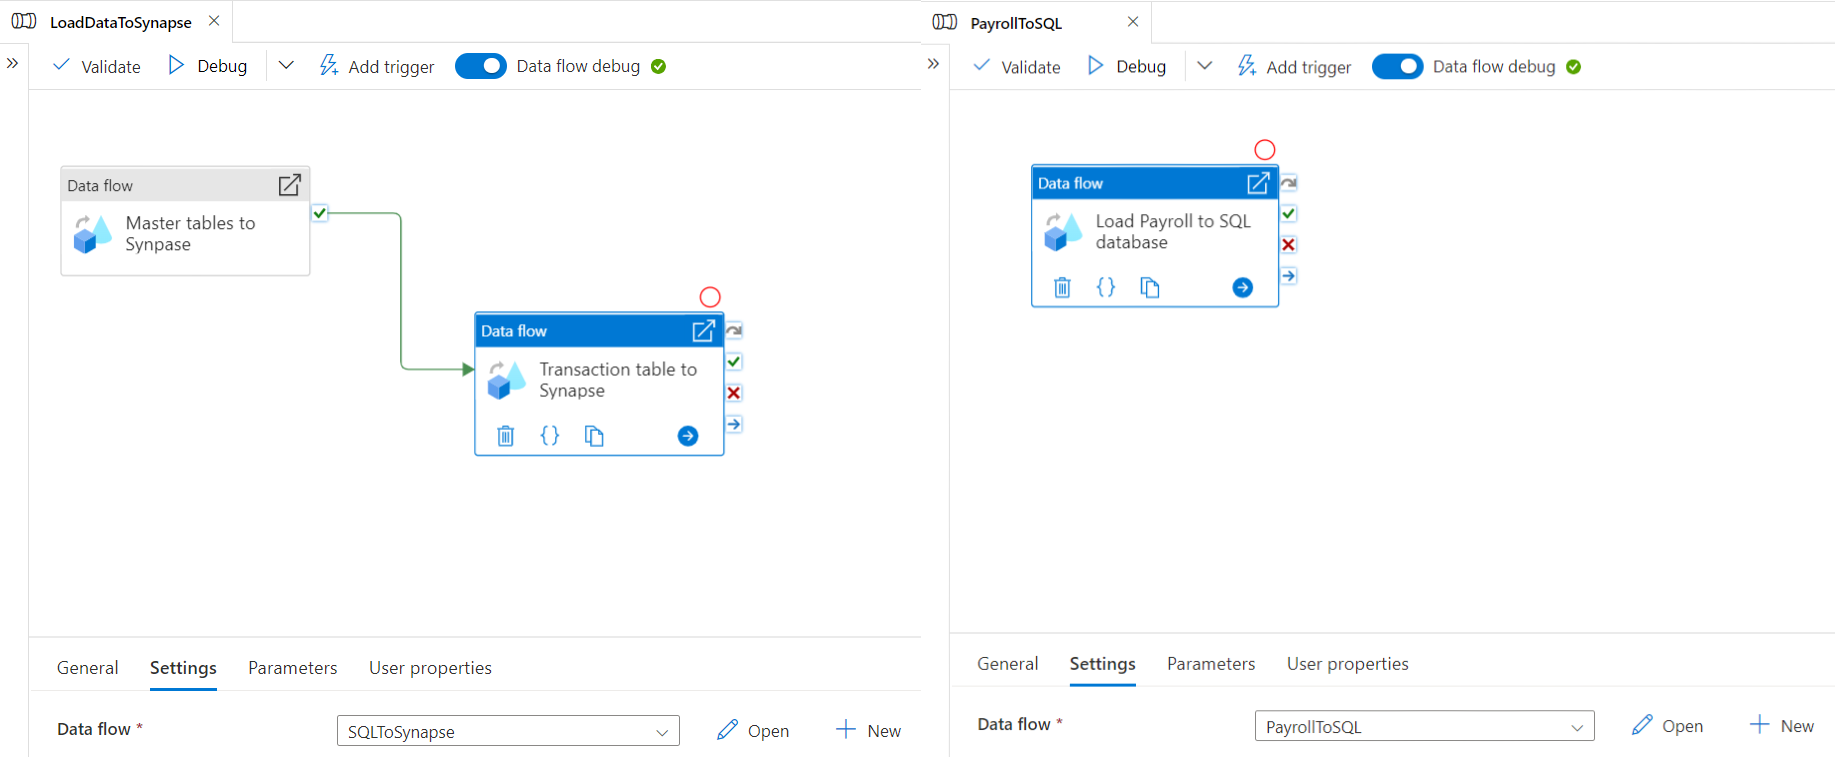 LoadDataToSynapse
Validate Debug Add trigger Data flow debug
Data flow
Master tables to
Synpase
Data flow
Transaction table to
Synapse
General Settings Parameters User properties
Data flow * SQLToSynapse Open New
PayrollToSQL
Validate Debug Add trigger Data flow debug
Data flow
Load Payroll to SQL
database
General Settings Parameters User properties
Data flow * PayrollToSQL Open New